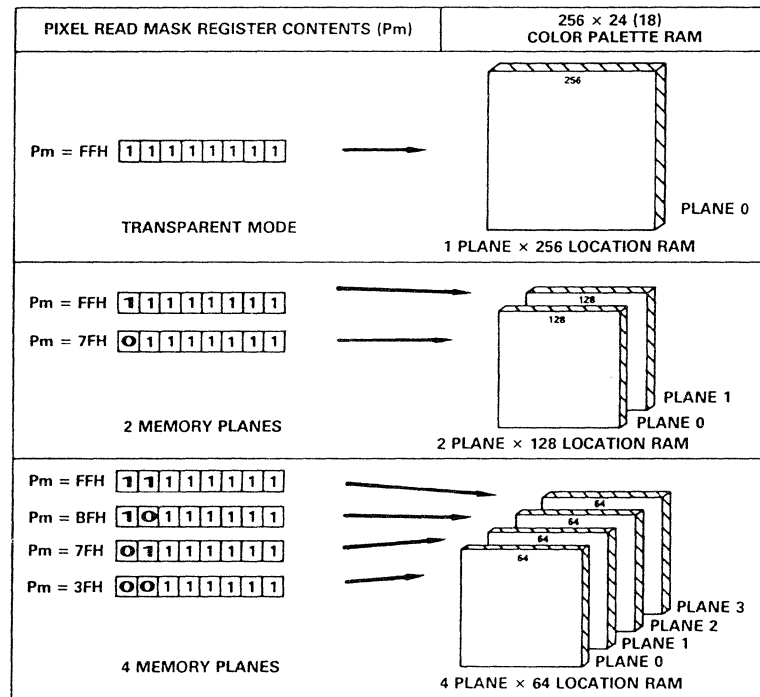 PIXEL READ MASK REGISTER CONTENTS (Pm)
256 × 24 (18)
COLOR PALETTE RAM
256
Pm = FFH 1 1 1 1 1 1 1 1
PLANE 0
TRANSPARENT MODE
1 PLANE × 256 LOCATION RAM
Pm = FFH 1 1 1 1 1 1 1 1
128
128
Pm = 7FH 0 1 1 1 1 1 1 1
PLANE 1
PLANE 0
2 MEMORY PLANES
2 PLANE × 128 LOCATION RAM
Pm = FFH 1 1 1 1 1 1 1 1
64
Pm = BFH 1 0 1 1 1 1 1 1
64
64
Pm = 7FH 0 1 1 1 1 1 1 1
64
Pm = 3FH 0 0 1 1 1 1 1 1
PLANE 3
PLANE 2
PLANE 1
PLANE 0
4 MEMORY PLANES
4 PLANE × 64 LOCATION RAM